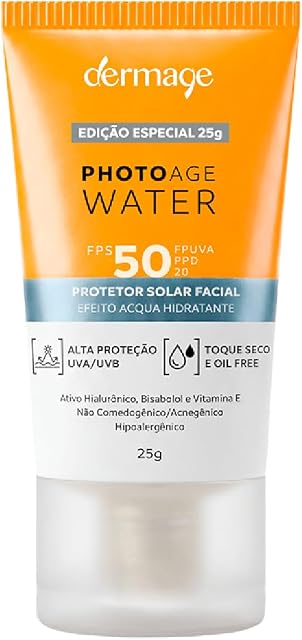 dermage
EDIÇÃO ESPECIAL 25g
PHOTOAGE
WATER
FPS 50 FPUVA
PPD
20
PROTETOR SOLAR FACIAL
EFEITO ACQUA HIDRATANTE
ALTA PROTEÇÃO
UVA/UVB
TOQUE SECO
E OIL FREE
Ativo Hialurônico, Bisabolol e Vitamina E
Não Comedogênico/Acnegênico
Hipoalergênico
25g